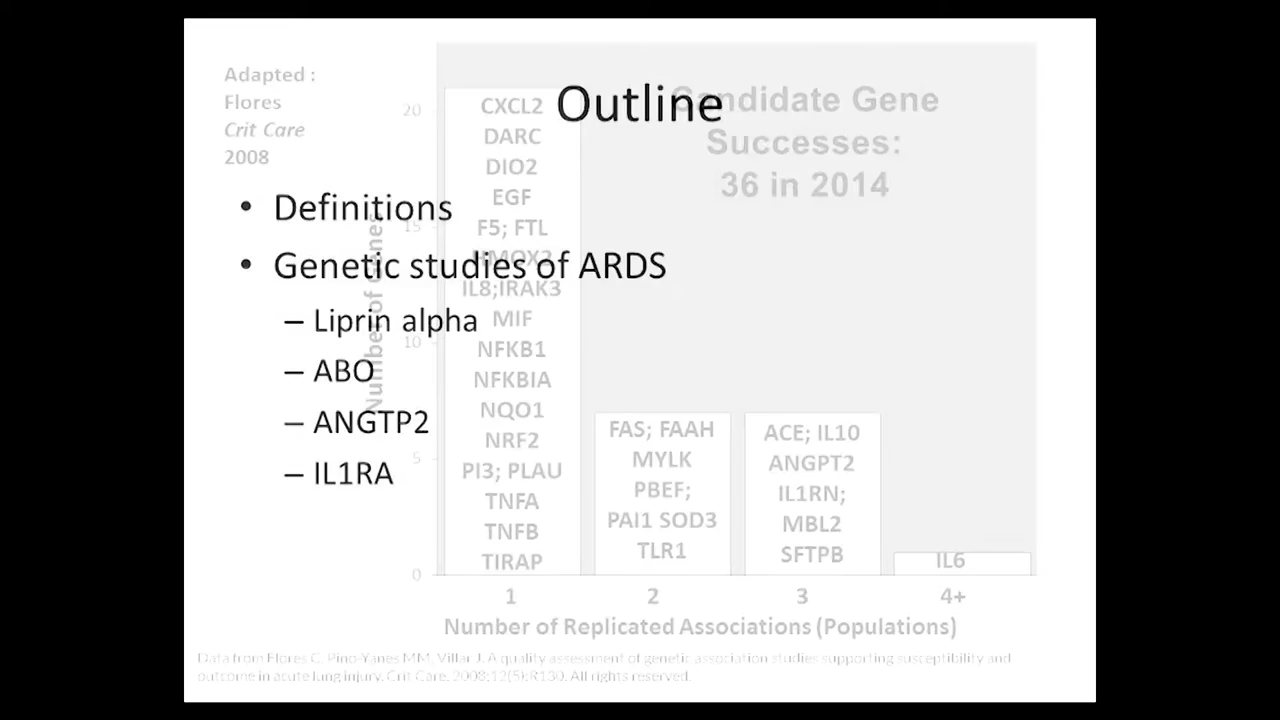 Outline
• Definitions
• Genetic studies of ARDS
– Liprin alpha
– ABO
– ANGTP2
– IL1RA
Adapted :
Flores
Crit Care
2008
Candidate Gene
Successes:
36 in 2014
Number of Genes
20
15
10
5
0
CXCL2
DARC
DIO2
EGF
F5; FTL
IL8;IRAK3
MIF
NFKB1
NFKBIA
NQO1
NRF2
PI3; PLAU
TNFA
TNFB
TIRAP
FAS; FAAH
MYLK
PBEF;
PAI1 SOD3
TLR1
ACE; IL10
ANGPT2
IL1RN;
MBL2
SFTPB
IL6
1
2
3
4+
Number of Replicated Associations (Populations)
Data from Flores C, Pino-Yanes MM, Villar J. A quality assessment of genetic association studies supporting susceptibility and
outcome in acute lung injury. Crit Care. 2008;12(5):R130. All rights reserved.